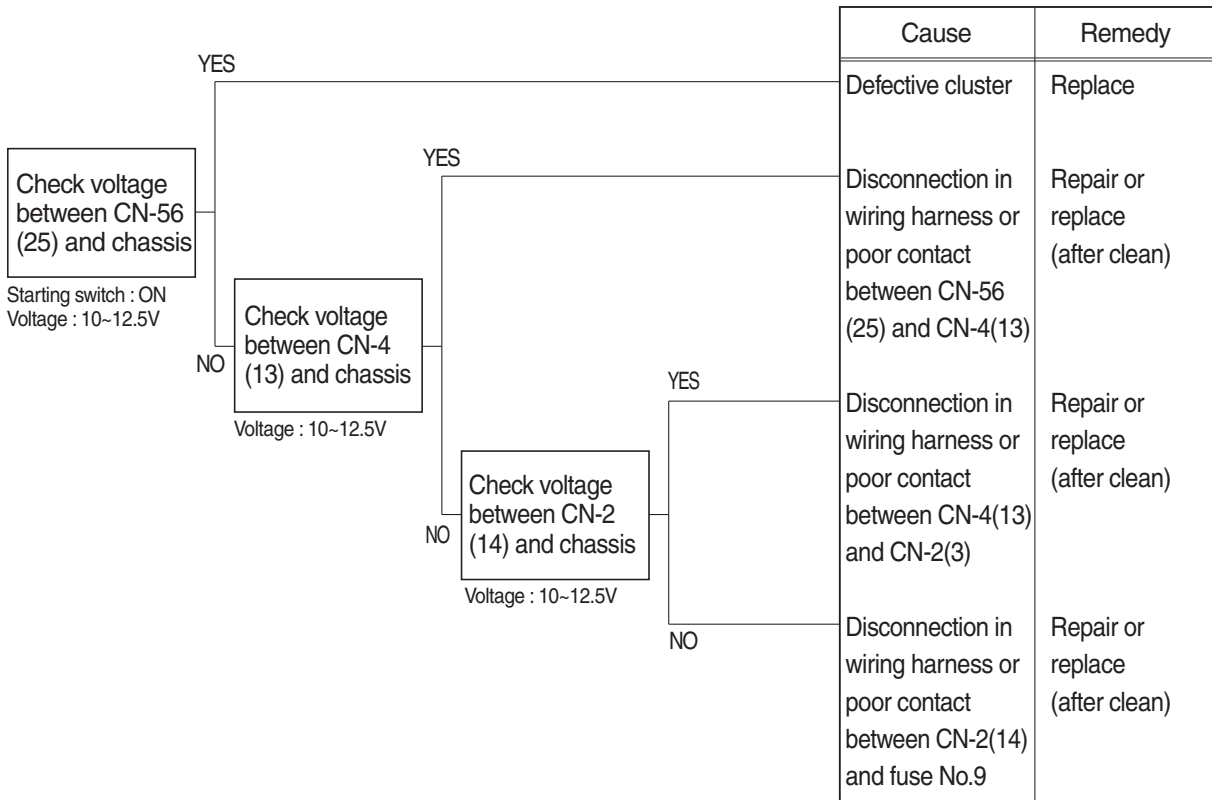 Cause
Remedy
YES
Defective cluster
Replace
Check voltage
between CN-56
(25) and chassis
Starting switch : ON
Voltage : 10~12.5V
YES
Disconnection in
wiring harness or
poor contact
between CN-56
(25) and CN-4(13)
Repair or
replace
(after clean)
NO
Check voltage
between CN-4
(13) and chassis
Voltage : 10~12.5V
YES
Disconnection in
wiring harness or
poor contact
between CN-4(13)
and CN-2(3)
Repair or
replace
(after clean)
NO
Check voltage
between CN-2
(14) and chassis
Voltage : 10~12.5V
NO
Disconnection in
wiring harness or
poor contact
between CN-2(14)
and fuse No.9
Repair or
replace
(after clean)